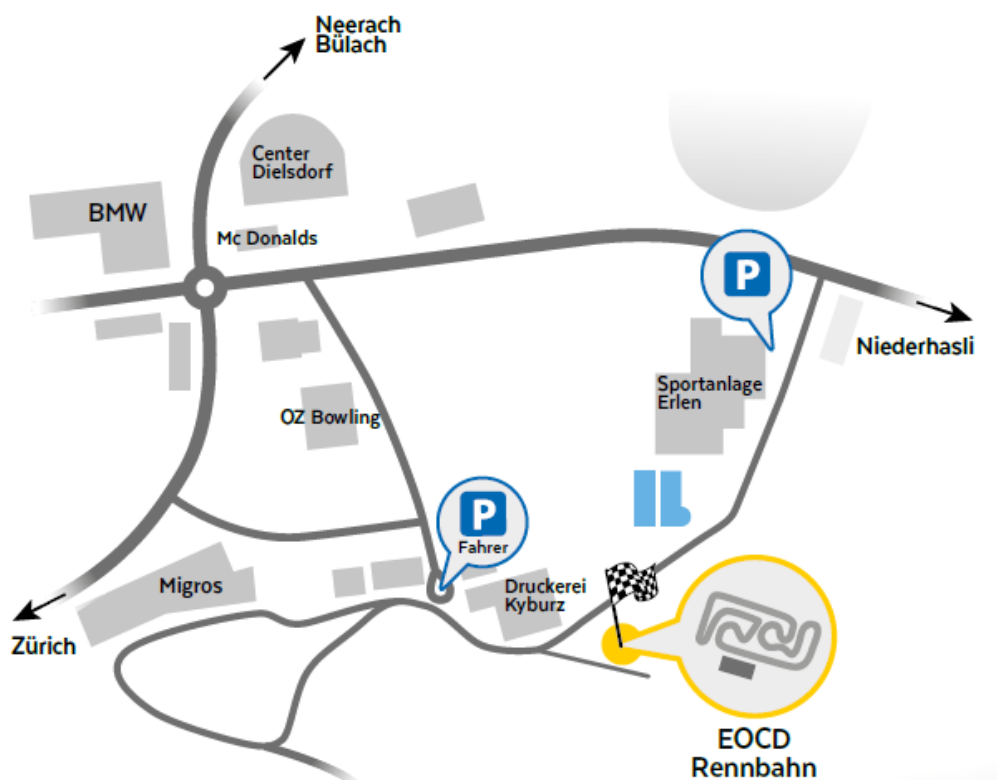 Neerach
Bülach
Center
Dielsdorf
BMW
Mc Donalds
P
Niederhasli
Sportanlage
Erlen
OZ Bowling
P
Fahrer
Migros
Druckerei
Kyburz
Zürich
EOCD
Rennbahn